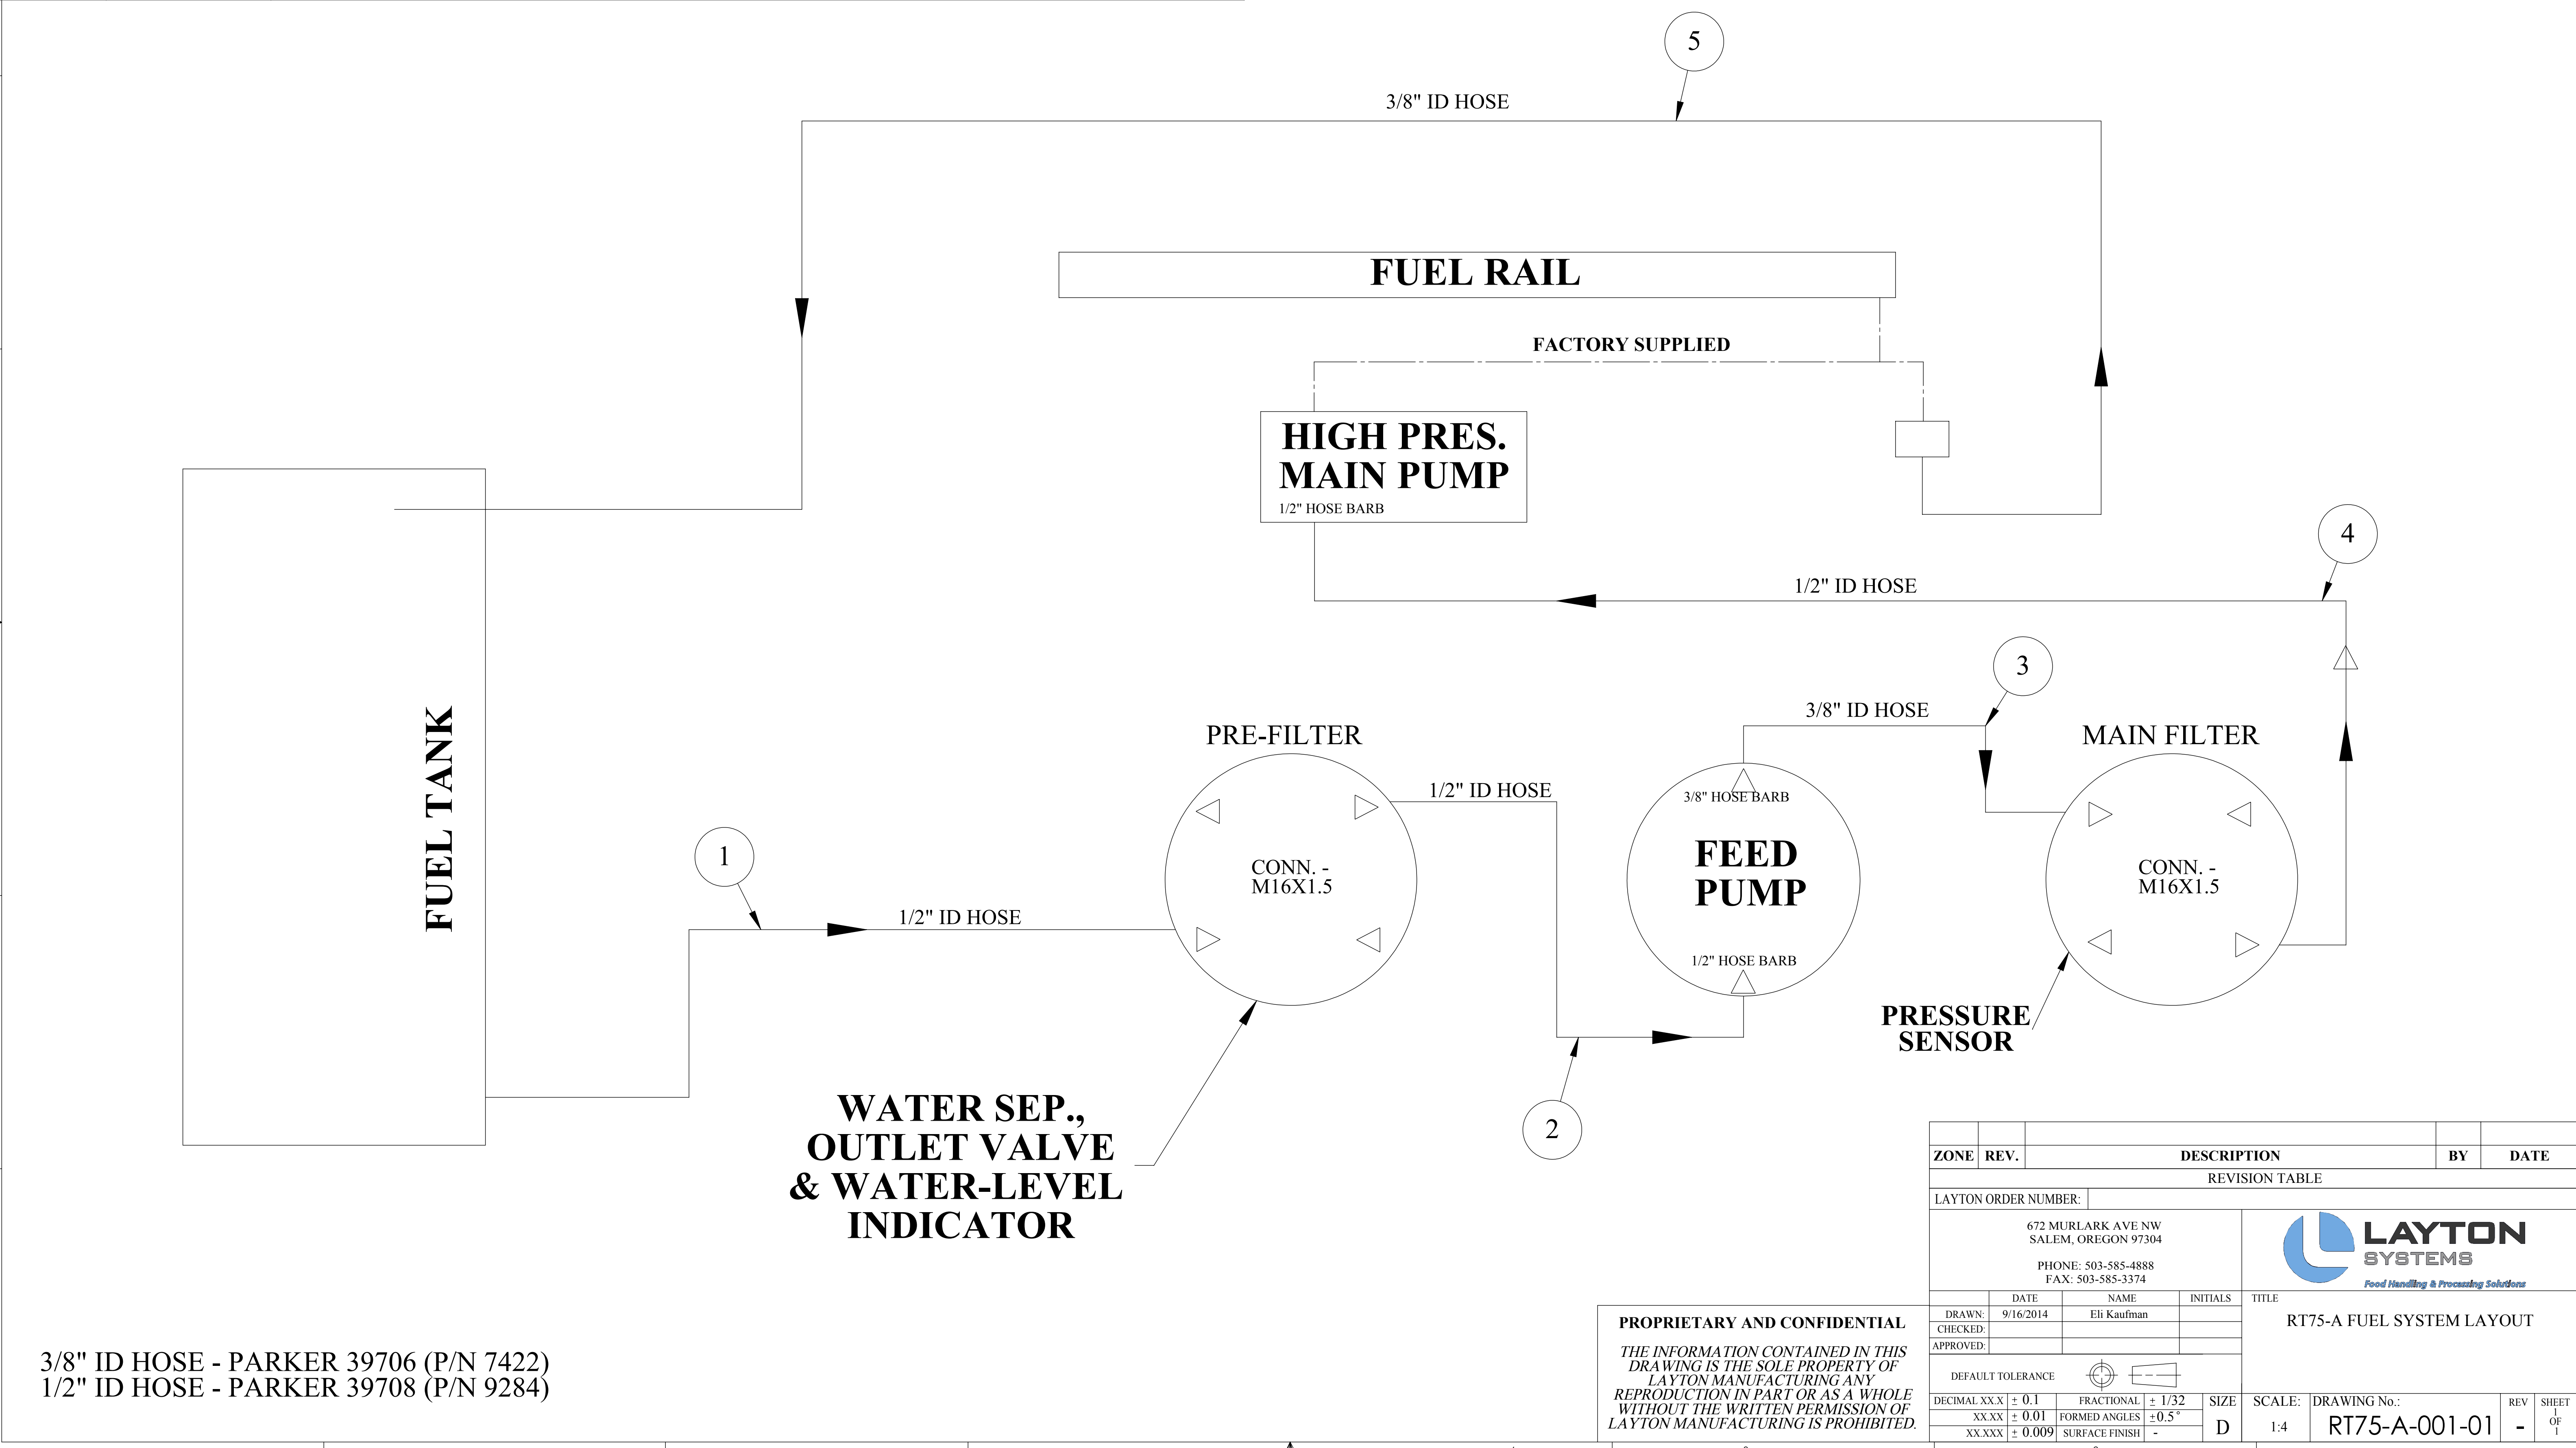 5
3/8" ID HOSE
FUEL RAIL
FACTORY SUPPLIED
HIGH PRES.
MAIN PUMP
1/2" HOSE BARB
4
1/2" ID HOSE
3
3/8" ID HOSE
FUEL TANK
PRE-FILTER
MAIN FILTER
1/2" ID HOSE
3/8" HOSE BARB
1
CONN. -
M16X1.5
FEED
PUMP
CONN. -
M16X1.5
1/2" ID HOSE
1/2" HOSE BARB
PRESSURE
SENSOR
2
WATER SEP.,
OUTLET VALVE
& WATER-LEVEL
INDICATOR
3/8" ID HOSE - PARKER 39706 (P/N 7422)
1/2" ID HOSE - PARKER 39708 (P/N 9284)
PROPRIETARY AND CONFIDENTIAL
THE INFORMATION CONTAINED IN THIS
DRAWING IS THE SOLE PROPERTY OF
LAYTON MANUFACTURING ANY
REPRODUCTION IN PART OR AS A WHOLE
WITHOUT THE WRITTEN PERMISSION OF
LAYTON MANUFACTURING IS PROHIBITED.
ZONE REV. DESCRIPTION BY DATE
REVISION TABLE
LAYTON ORDER NUMBER:
672 MURLARK AVE NW
SALEM, OREGON 97304
PHONE: 503-585-4888
FAX: 503-585-3374
LAYTON
SYSTEMS
Food Handling & Processing Solutions
DATE NAME INITIALS
DRAWN: 9/16/2014 Eli Kaufman
CHECKED:
APPROVED:
TITLE
RT75-A FUEL SYSTEM LAYOUT
DEFAULT TOLERANCE
DECIMAL XX.X ± 0.1 FRACTIONAL ± 1/32
XX.XX ± 0.01 FORMED ANGLES ±0.5°
XX.XXX ± 0.009 SURFACE FINISH -
SIZE
D
SCALE:
1:4
DRAWING No.:
RT75-A-001-01
REV
-
SHEET
1
OF
1